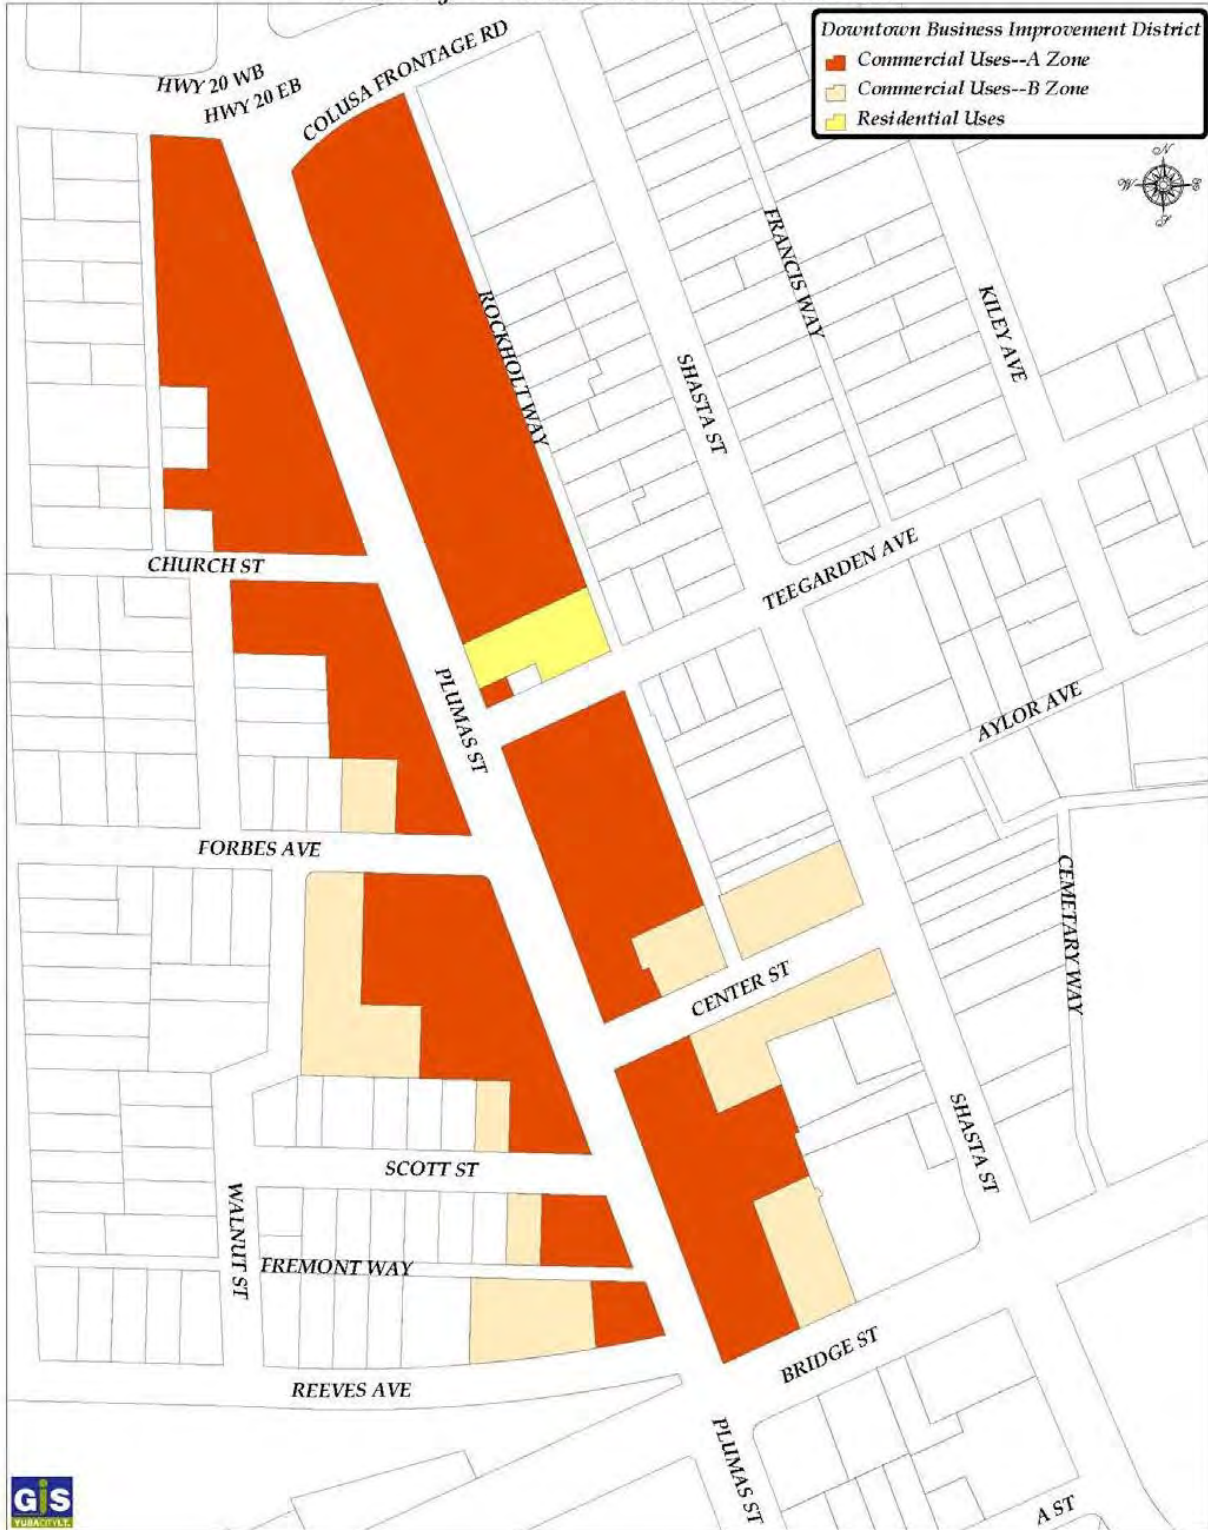 Downtown Business Improvement District
Commercial Uses--A Zone
Commercial Uses--B Zone
Residential Uses
N
W
E
S
HWY 20 WB
HWY 20 EB
COLUSA FRONTAGE RD
ROCKHOLT WAY
FRANCIS WAY
KILEY AVE
SHASTA ST
CHURCH ST
TEEGARDEN AVE
PLUMAS ST
AYLOR AVE
FORBES AVE
CEMETARY WAY
CENTER ST
SHASTA ST
SCOTT ST
WALNUT ST
FREMONT WAY
BRIDGE ST
REEVES AVE
PLUMAS ST
A ST
GIS